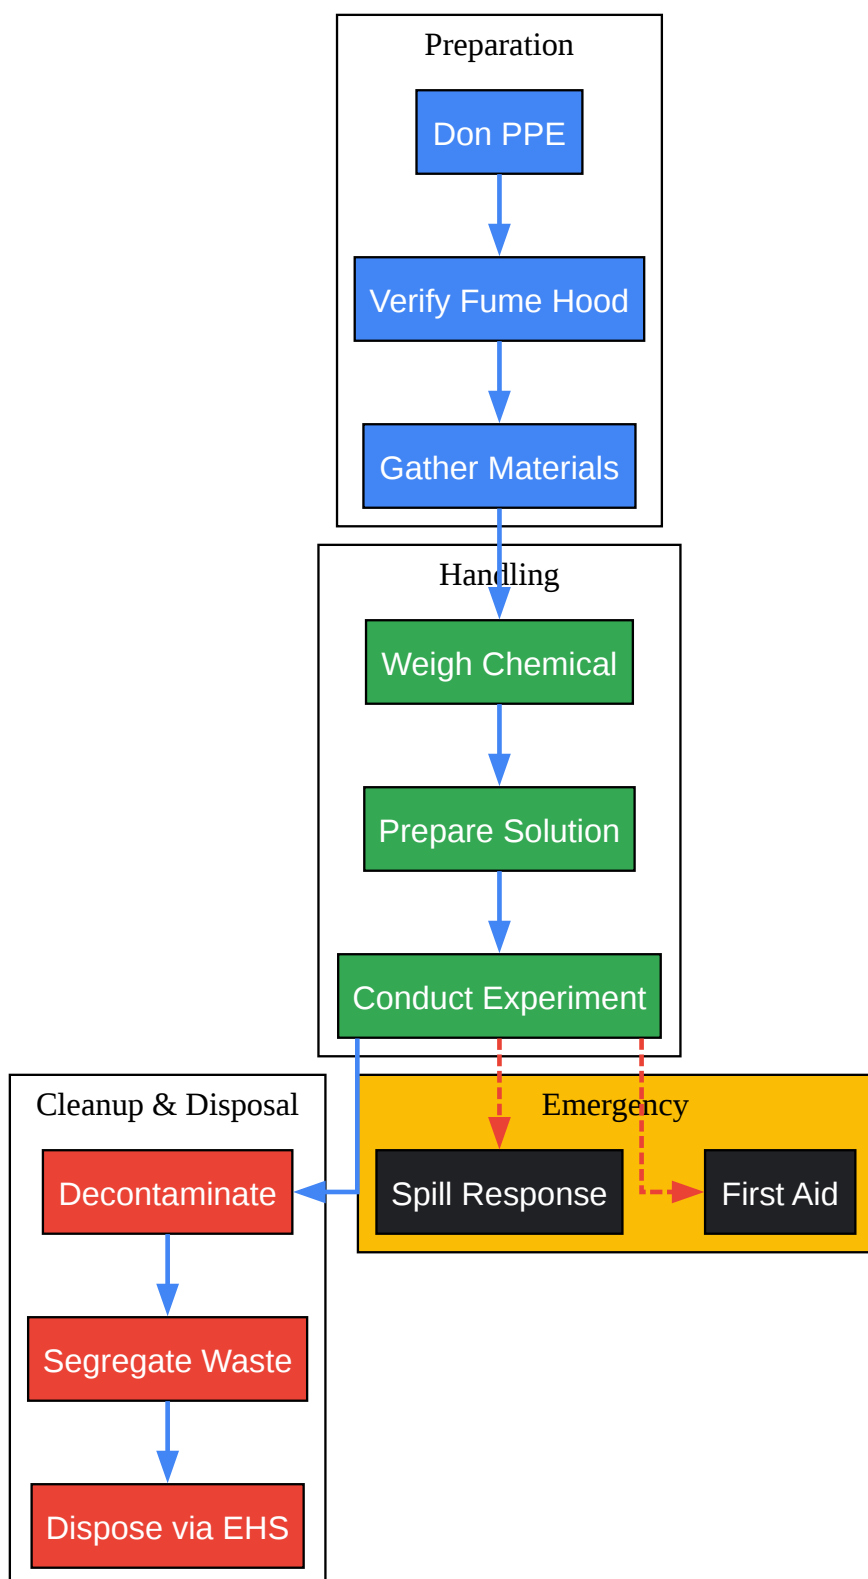 Preparation
Don PPE
Verify Fume Hood
Gather Materials
Handling
Weigh Chemical
Prepare Solution
Conduct Experiment
Cleanup & Disposal
Decontaminate
Segregate Waste
Dispose via EHS
Emergency
Spill Response
First Aid